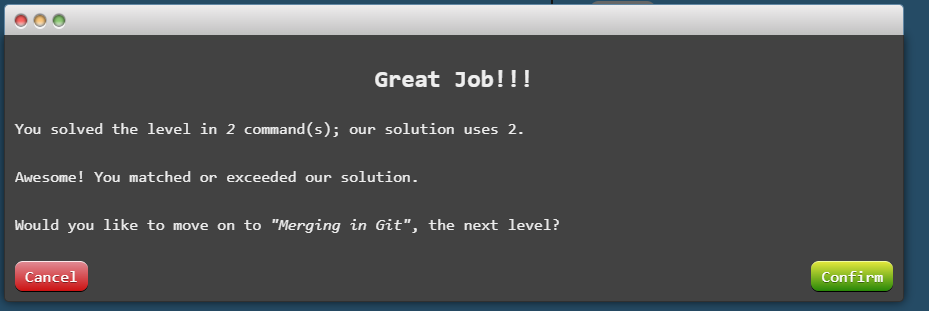 Great Job!!!
You solved the level in 2 command(s); our solution uses 2.
Awesome! You matched or exceeded our solution.
Would you like to move on to "Merging in Git", the next level?
Cancel
Confirm